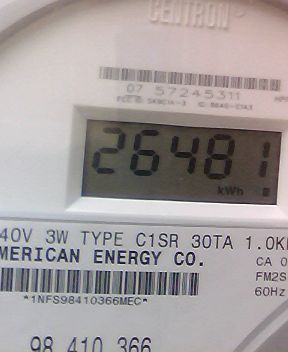 CENTRON
07 57245311
26481
kWh
40V 3W TYPE C1SR 30TA 1.0K
MERICAN ENERGY CO.
CA 0
FM2S
60Hz
*1NFS98410366MEC*
98 410 366